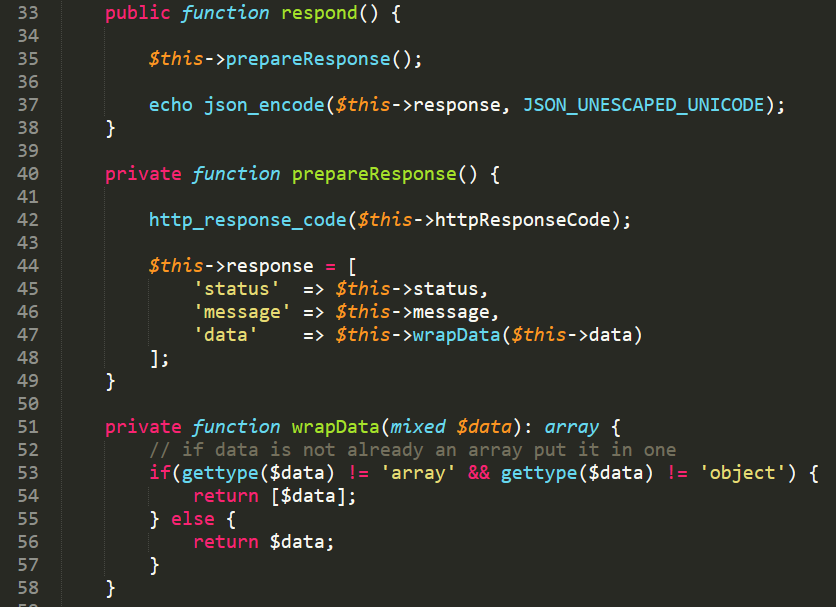 33 public function respond() {
34
35 $this->prepareResponse();
36
37 echo json_encode($this->response, JSON_UNESCAPED_UNICODE);
38 }
39
40 private function prepareResponse() {
41
42 http_response_code($this->httpResponseCode);
43
44 $this->response = [
45 'status'  => $this->status,
46 'message' => $this->message,
47 'data'    => $this->wrapData($this->data)
48 ];
49 }
50
51 private function wrapData(mixed $data): array {
52 // if data is not already an array put it in one
53 if(gettype($data) != 'array' && gettype($data) != 'object') {
54 return [$data];
55 } else {
56 return $data;
57 }
58 }